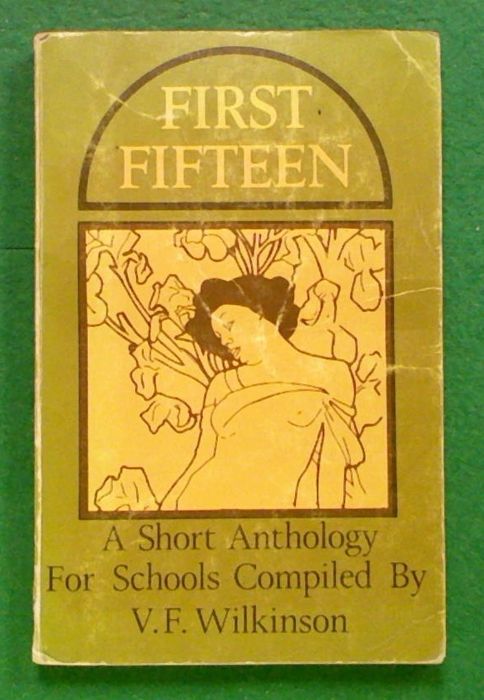 FIRST
FIFTEEN
A Short Anthology
For Schools Compiled By
V.F. Wilkinson